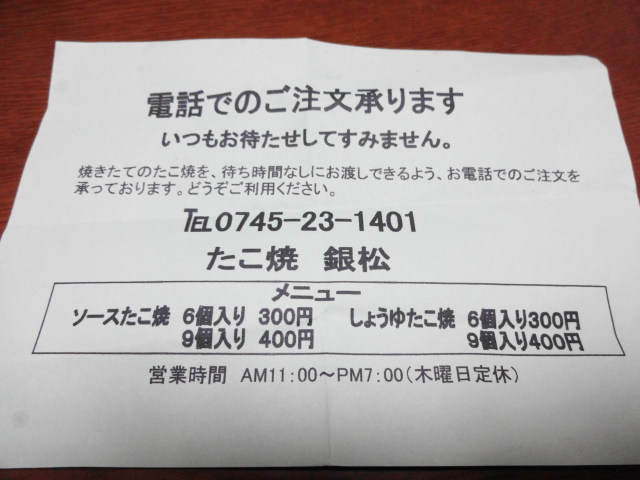 電話でのご注文承ります
いつもお待たせしてすみません。
焼きたてのたこ焼を、待ち時間なしにお渡しできるよう、お電話でのご注文を
承っております。どうぞご利用ください。
TEL0745-23-1401
たこ焼 銀松
メニュー
ソースたこ焼 6個入り 300円 しょうゆたこ焼 6個入り300円
9個入り 400円 9個入り400円
営業時間 AM11:00～PM7:00(木曜日定休)